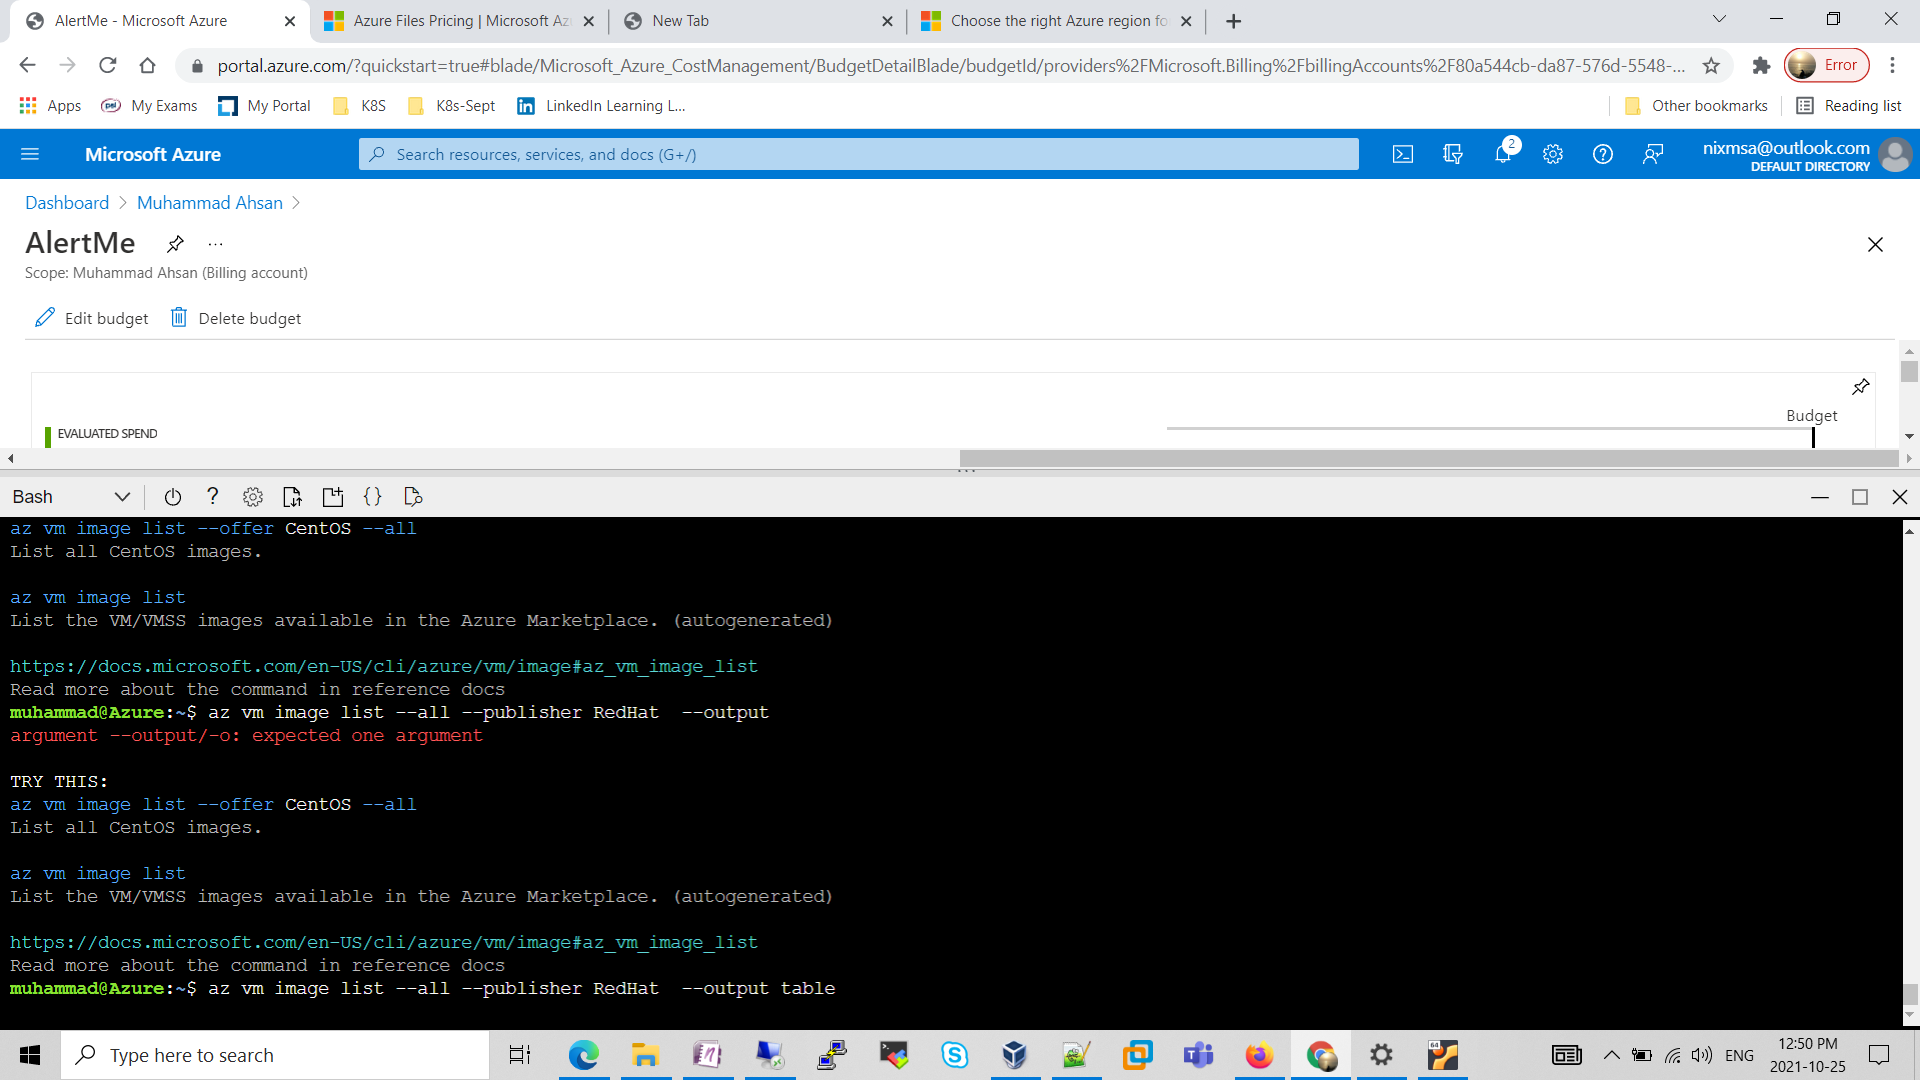 AlertMe - Microsoft Azure
Azure Files Pricing | Microsoft Az
New Tab
Choose the right Azure region fo
portal.azure.com/?quickstart=true#blade/Microsoft_Azure_CostManagement/BudgetDetailBlade/budgetId/providers%2FMicrosoft.Billing%2FbillingAccounts%2F80a544cb-da87-576d-5548-...
Error
Apps
psi
My Exams
My Portal
K8S
K8s-Sept
LinkedIn Learning L...
Other bookmarks
Reading list
Microsoft Azure
Search resources, services, and docs (G+/)
2
nixmsa@outlook.com
DEFAULT DIRECTORY
Dashboard > Muhammad Ahsan >
AlertMe
...
Scope: Muhammad Ahsan (Billing account)
Edit budget
Delete budget
Budget
EVALUATED SPEND
Bash
?
{ }
az vm image list --offer CentOS --all
List all CentOS images.
az vm image list
List the VM/VMSS images available in the Azure Marketplace. (autogenerated)
https://docs.microsoft.com/en-US/cli/azure/vm/image#az_vm_image_list
Read more about the command in reference docs
muhammad@Azure:~$ az vm image list --all --publisher RedHat  --output
argument --output/-o: expected one argument
TRY THIS:
az vm image list --offer CentOS --all
List all CentOS images.
az vm image list
List the VM/VMSS images available in the Azure Marketplace. (autogenerated)
https://docs.microsoft.com/en-US/cli/azure/vm/image#az_vm_image_list
Read more about the command in reference docs
muhammad@Azure:~$ az vm image list --all --publisher RedHat  --output table
Type here to search
64
ENG
12:50 PM
2021-10-25